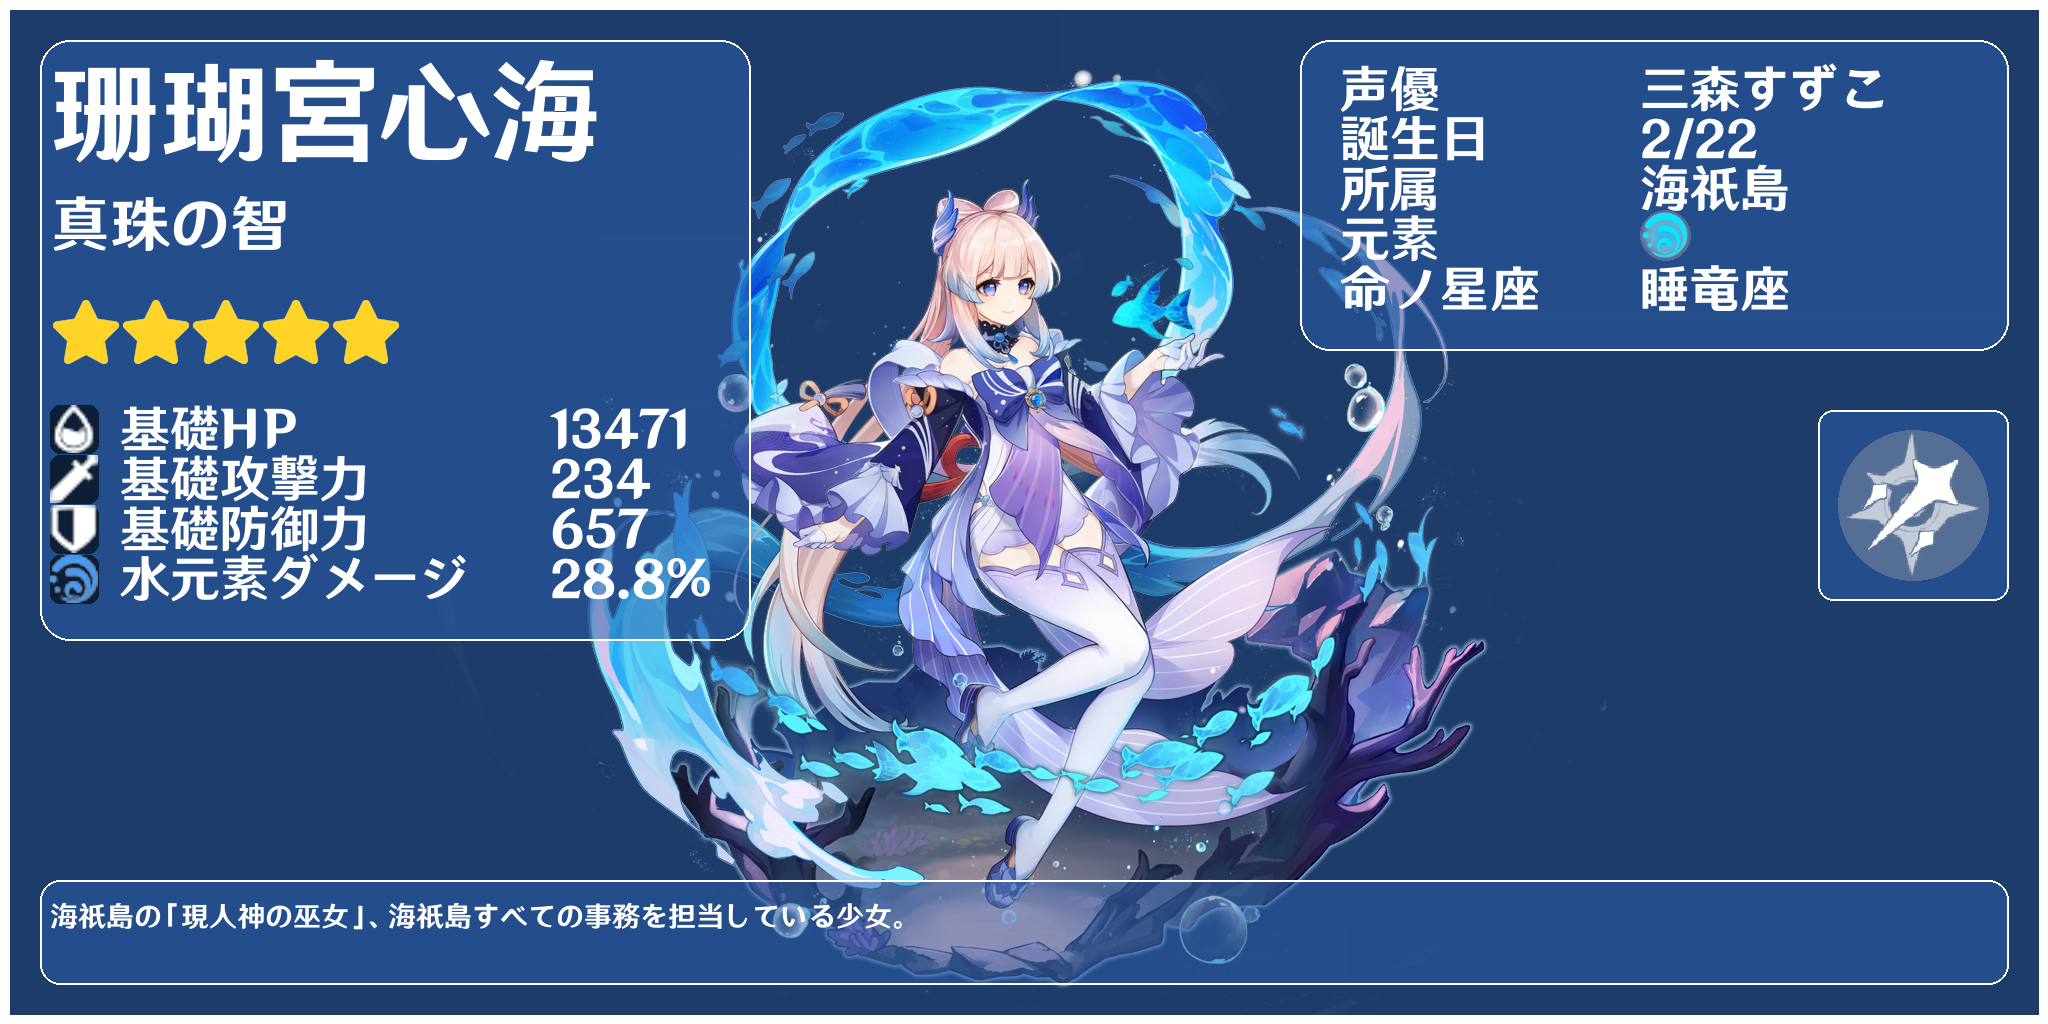 珊瑚宮心海
真珠の智
基礎HP 13471
基礎攻撃力 234
基礎防御力 657
水元素ダメージ 28.8%
声優 三森すずこ
誕生日 2/22
所属 海祇島
元素
命ノ星座 睡竜座
海祇島の「現人神の巫女」、海祇島すべての事務を担当している少女。